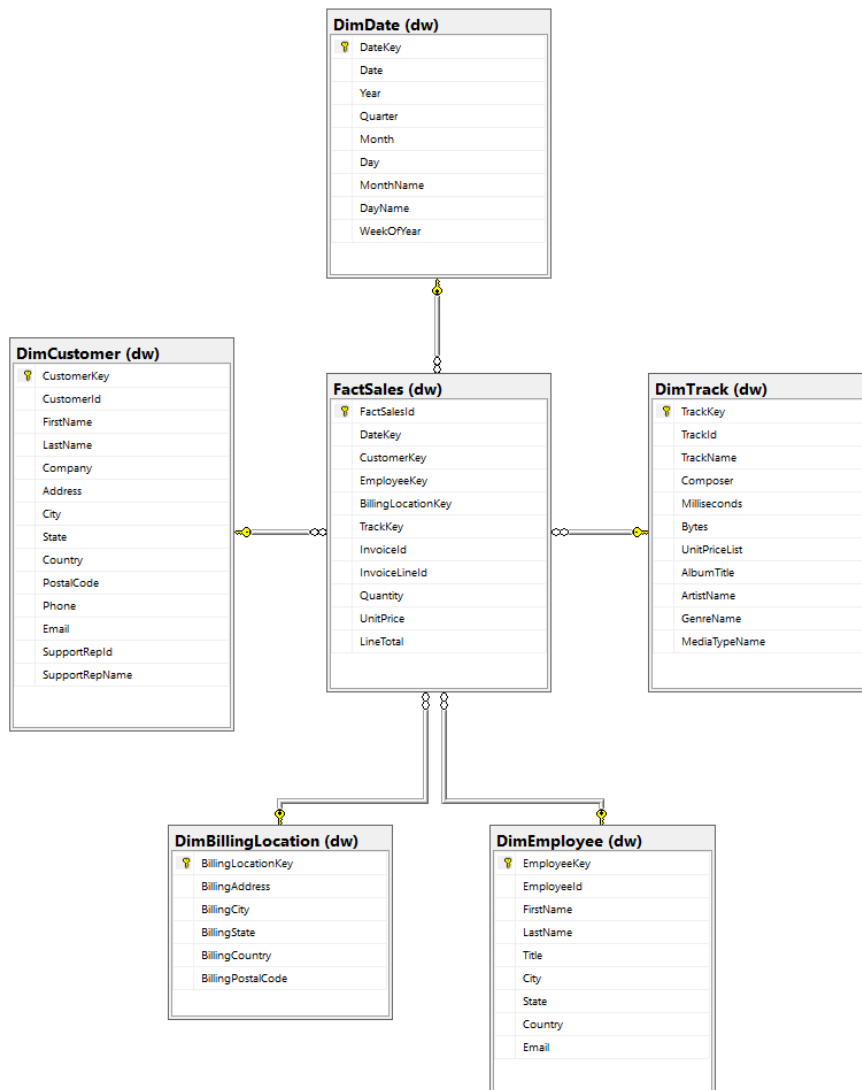 DimDate (dw)
DateKey
Date
Year
Quarter
Month
Day
MonthName
DayName
WeekOfYear
DimCustomer (dw)
CustomerKey
CustomerId
FirstName
LastName
Company
Address
City
State
Country
PostalCode
Phone
Email
SupportRepId
SupportRepName
FactSales (dw)
FactSalesId
DateKey
CustomerKey
EmployeeKey
BillingLocationKey
TrackKey
InvoiceId
InvoiceLineId
Quantity
UnitPrice
LineTotal
DimTrack (dw)
TrackKey
TrackId
TrackName
Composer
Milliseconds
Bytes
UnitPriceList
AlbumTitle
ArtistName
GenreName
MediaTypeName
DimBillingLocation (dw)
BillingLocationKey
BillingAddress
BillingCity
BillingState
BillingCountry
BillingPostalCode
DimEmployee (dw)
EmployeeKey
EmployeeId
FirstName
LastName
Title
City
State
Country
Email